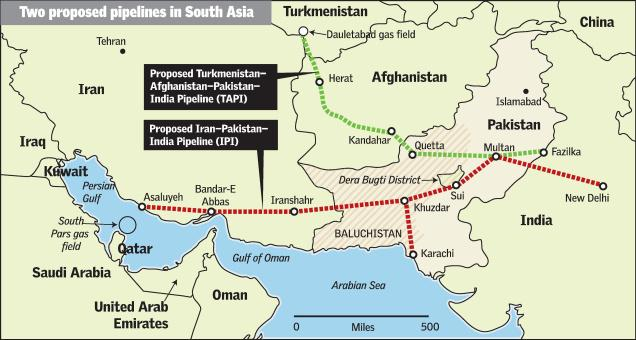 Two proposed pipelines in South Asia
Turkmenistan
China
Dauletabad gas field
Tehran
Proposed Turkmenistan–
Afghanistan–Pakistan–
India Pipeline (TAPI)
Herat
Afghanistan
Iran
Islamabad
Pakistan
Proposed Iran–Pakistan–
India Pipeline (IPI)
Iraq
Kandahar
Quetta
Multan
Fazilka
Kuwait
Persian
Gulf
Asaluyeh
Bandar-E
Abbas
Iranshahr
Dera Bugti District
Sui
New Delhi
Khuzdar
South
Pars gas
field
Qatar
India
BALUCHISTAN
Karachi
Saudi Arabia
Gulf of Oman
Arabian Sea
United Arab
Emirates
Oman
0 Miles 500